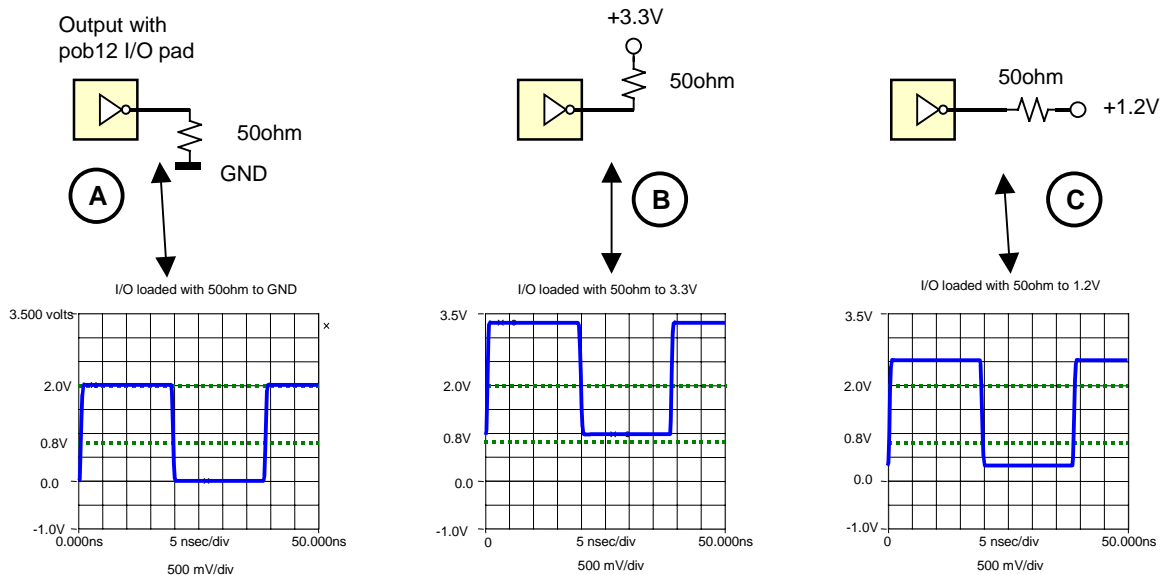 Output with
pob12 I/O pad
50ohm
GND
A
+3.3V
50ohm
B
50ohm
+1.2V
C
I/O loaded with 50ohm to GND
3.500 volts
×
2.0V
0.8V
0.0
-1.0V
0.000ns
5 nsec/div
50.000ns
500 mV/div
I/O loaded with 50ohm to 3.3V
3.5V
2.0V
0.8V
0.0
-1.0V
0
5 nsec/div
50.000ns
500 mV/div
I/O loaded with 50ohm to 1.2V
3.5V
2.0V
0.8V
0.0
-1.0V
0
5 nsec/div
50.000ns
500 mV/div